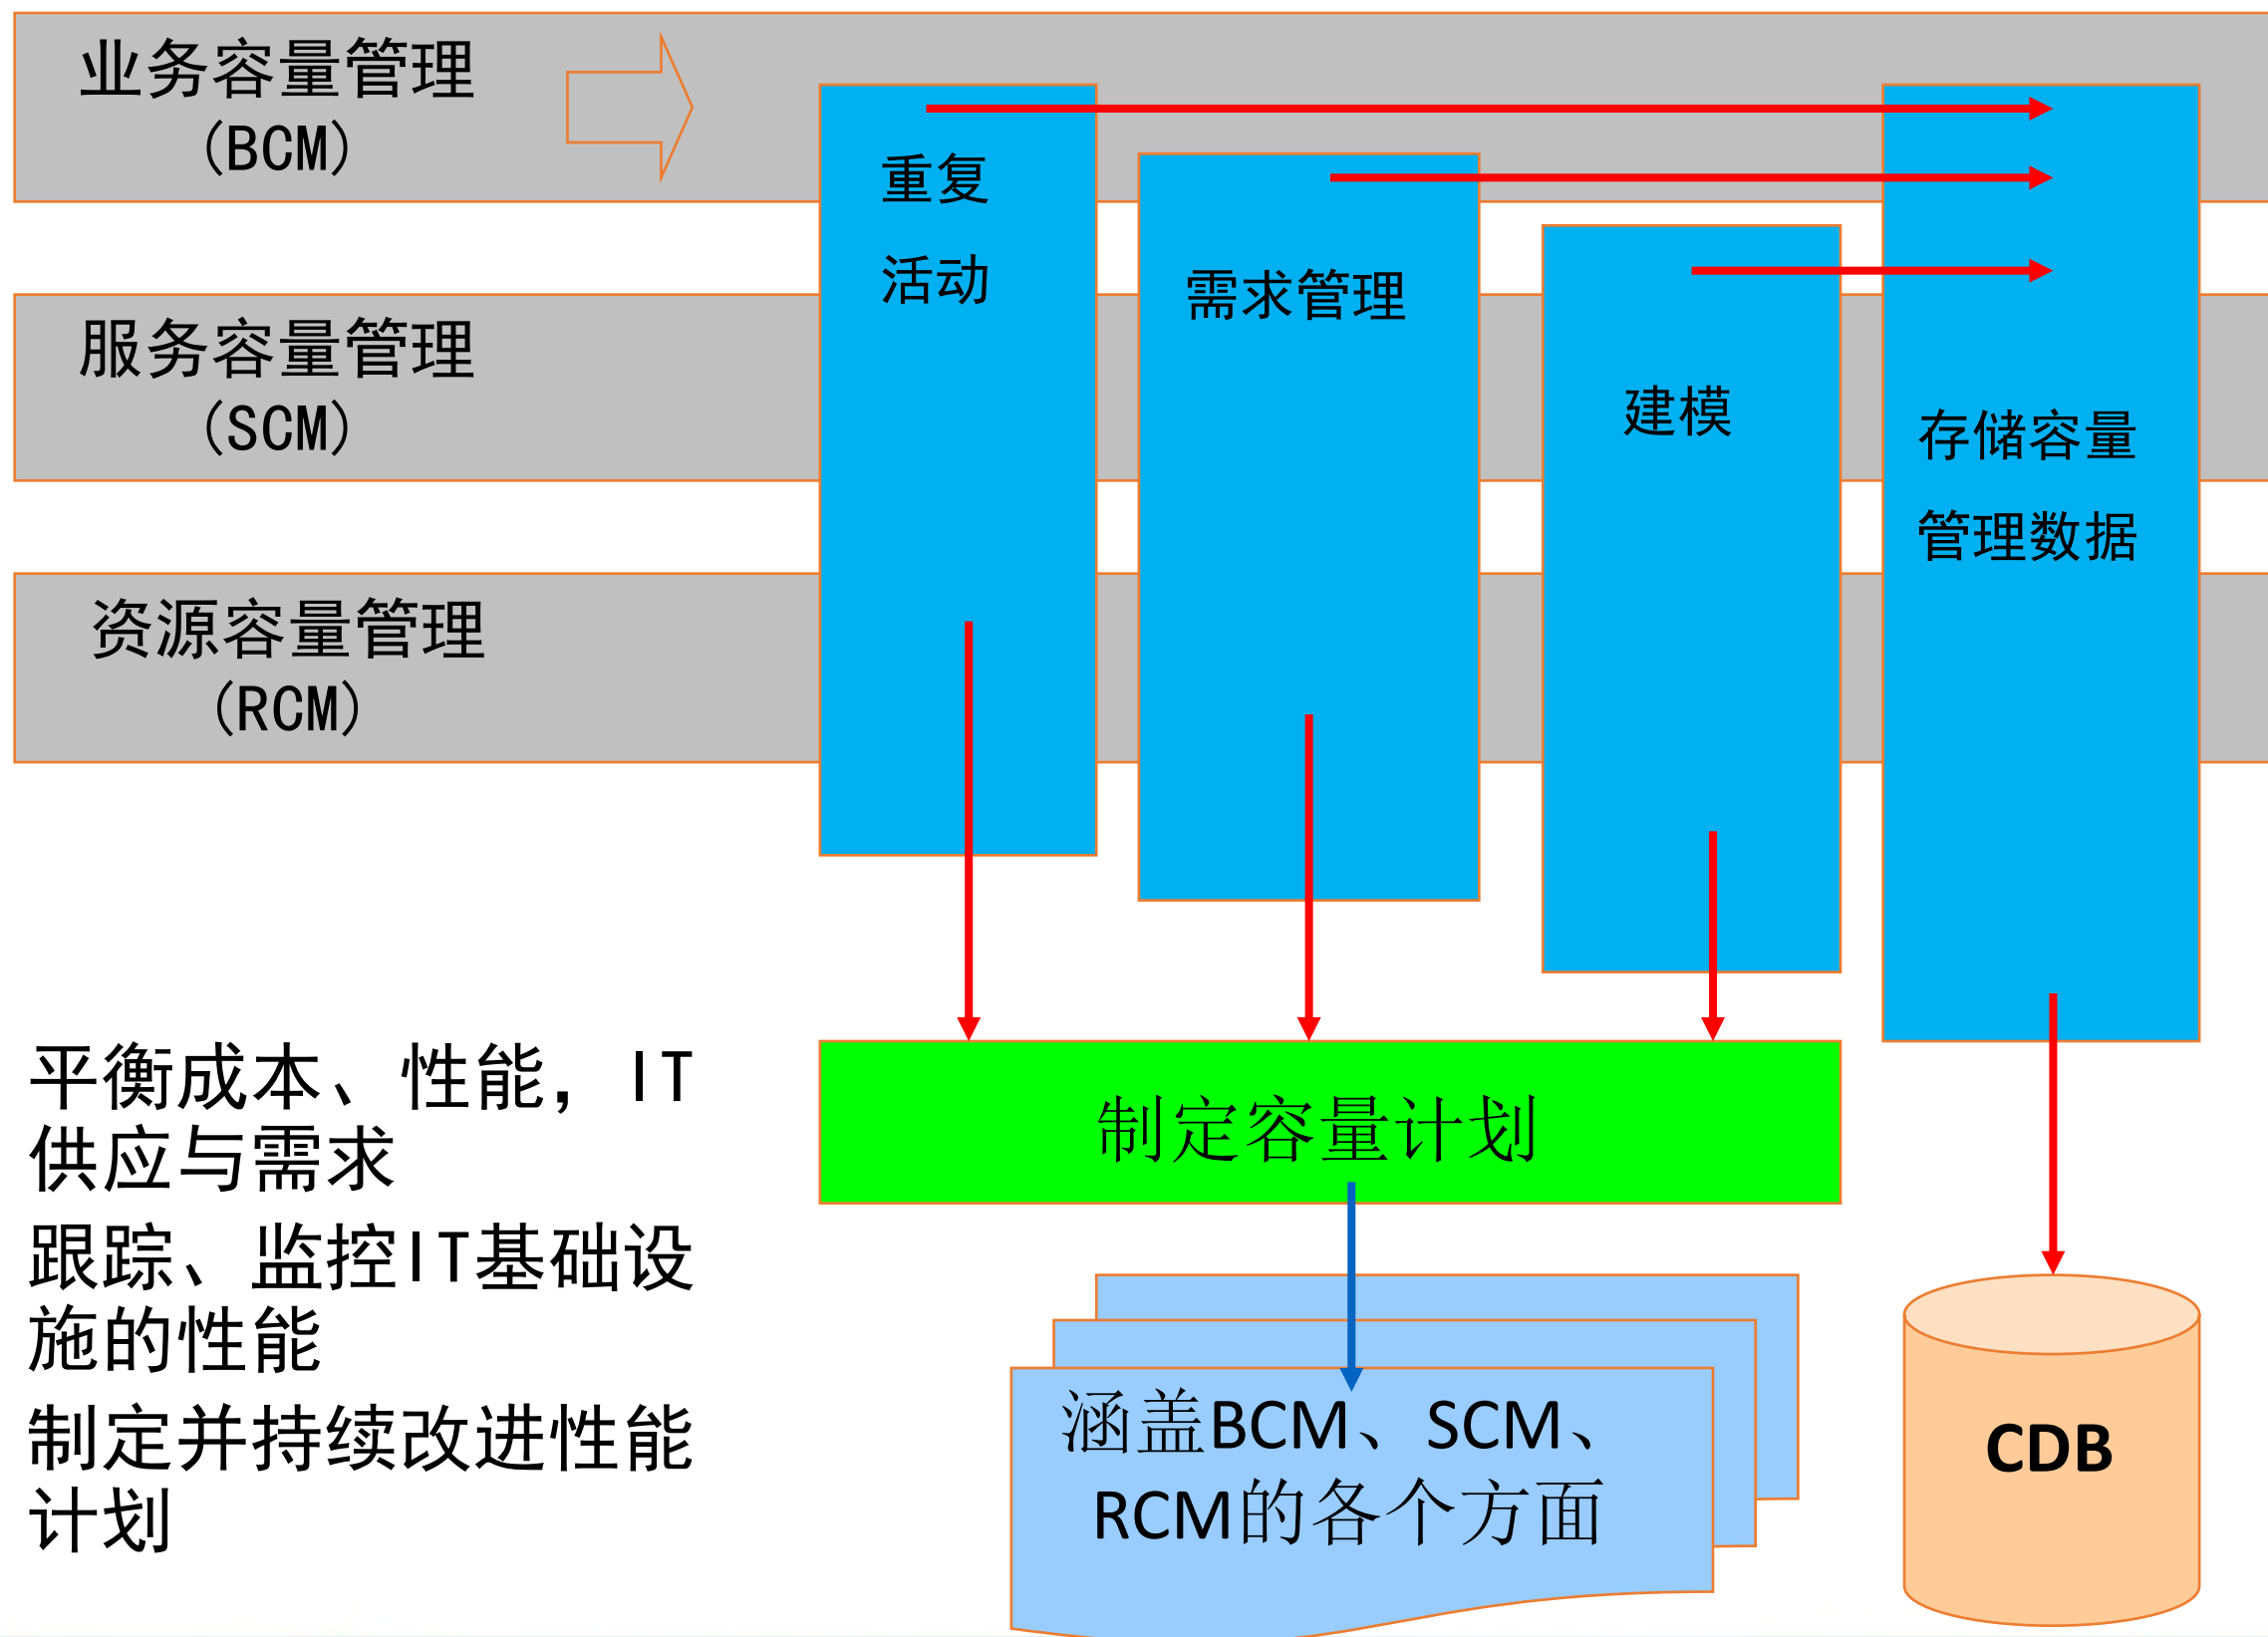 业务容量管理
(BCM)
服务容量管理
(SCM)
资源容量管理
(RCM)
重复
活动
需求管理
建模
存储容量
管理数据
平衡成本、性能, IT
供应与需求
跟踪、监控IT基础设
施的性能
制定并持续改进性能
计划
制定容量计划
涵盖BCM、SCM、
RCM的各个方面
CDB